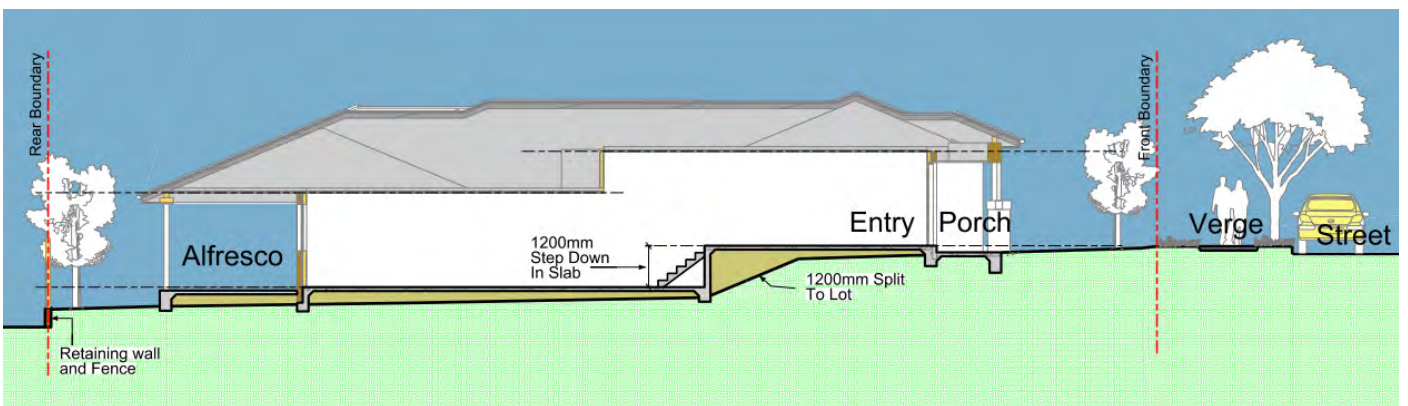 Rear Boundary
Front Boundary
Alfresco
1200mm
Step Down
In Slab
Entry
Porch
1200mm Split
To Lot
Verge
Street
Retaining wall
and Fence